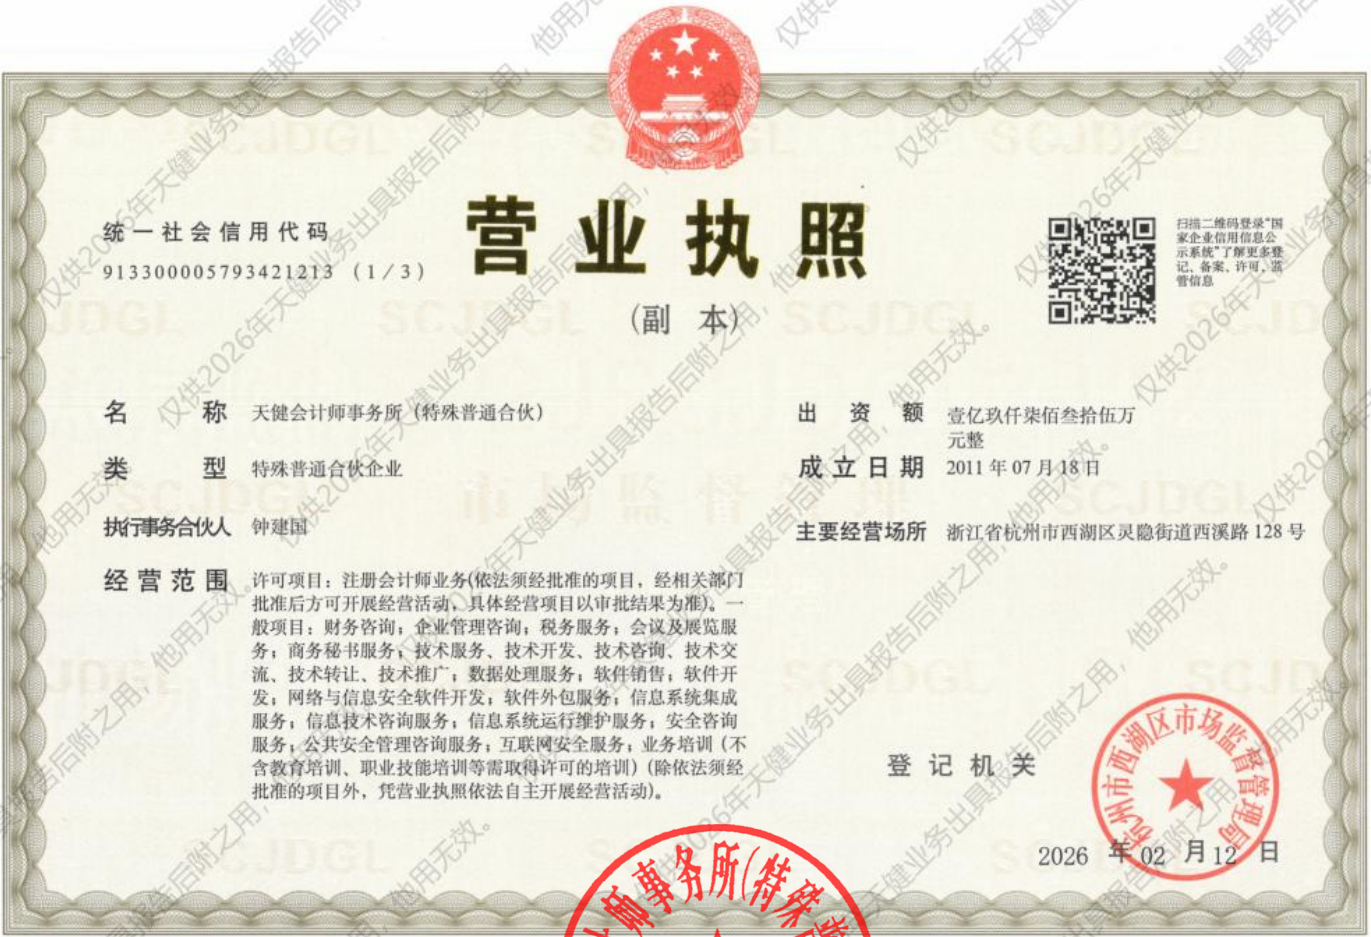 营业执照
（副 本）
统一社会信用代码
913300005793421213（1/3）
扫描二维码登录“国
家企业信用信息公
示系统”了解更多登
记、备案、许可、监
管信息
名 称 天健会计师事务所（特殊普通合伙）
类 型 特殊普通合伙企业
执行事务合伙人 钟建国
经营范围 许可项目：注册会计师业务(依法须经批准的项目，经相关部门
批准后方可开展经营活动，具体经营项目以审批结果为准)。一
般项目：财务咨询；企业管理咨询；税务服务；会议及展览服
务；商务秘书服务；技术服务、技术开发、技术咨询、技术交
流、技术转让、技术推广；数据处理服务；软件销售；软件开
发；网络与信息安全软件开发；软件外包服务；信息系统集成
服务；信息技术咨询服务；信息系统运行维护服务；安全咨询
服务；公共安全管理咨询服务；互联网安全服务；业务培训（不
含教育培训、职业技能培训等需取得许可的培训）(除依法须经
批准的项目外，凭营业执照依法自主开展经营活动)。
出 资 额 壹亿玖仟柒佰叁拾伍万
元整
成立日期 2011年07月18日
主要经营场所 浙江省杭州市西湖区灵隐街道西溪路128号
登记机关
杭州市西湖区市场监督管理局
2026 年 02 月 12 日
师事务所(特殊普
仅供2026年天健业务出具报告后附之用，他用无效。
SCJDGL
市场监督管理